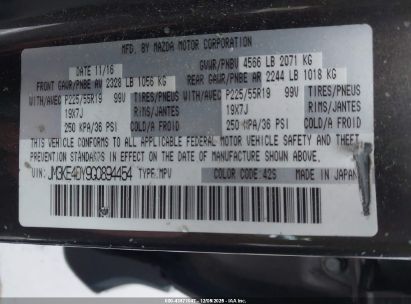 MFD. BY MAZDA MOTOR CORPORATION
DATE 11/16 GVWR/PNBV 4566 LB 2071 KG
FRONT GAWR/PNBE AV 2328 LB 1056 KG REAR GAWR/PNBE AR 2244 LB 1018 KG
WITH/AVEC P225/55R19 99V TIRES/PNEUS WITH/AVEC P225/55R19 99V TIRES/PNEUS
19X7J RIMS/JANTES 19X7J RIMS/JANTES
250 KPA/36 PSI COLD/A FROID 250 KPA/36 PSI COLD/A FROID
THIS VEHICLE CONFORMS TO ALL APPLICABLE FEDERAL MOTOR VEHICLE SAFETY, BUMPER, AND THEFT
PREVENTION STANDARDS IN EFFECT ON THE DATE OF MANUFACTURE SHOWN ABOVE.
VIN: TYPE: MPV COLOR CODE: 42S MADE IN JAPAN